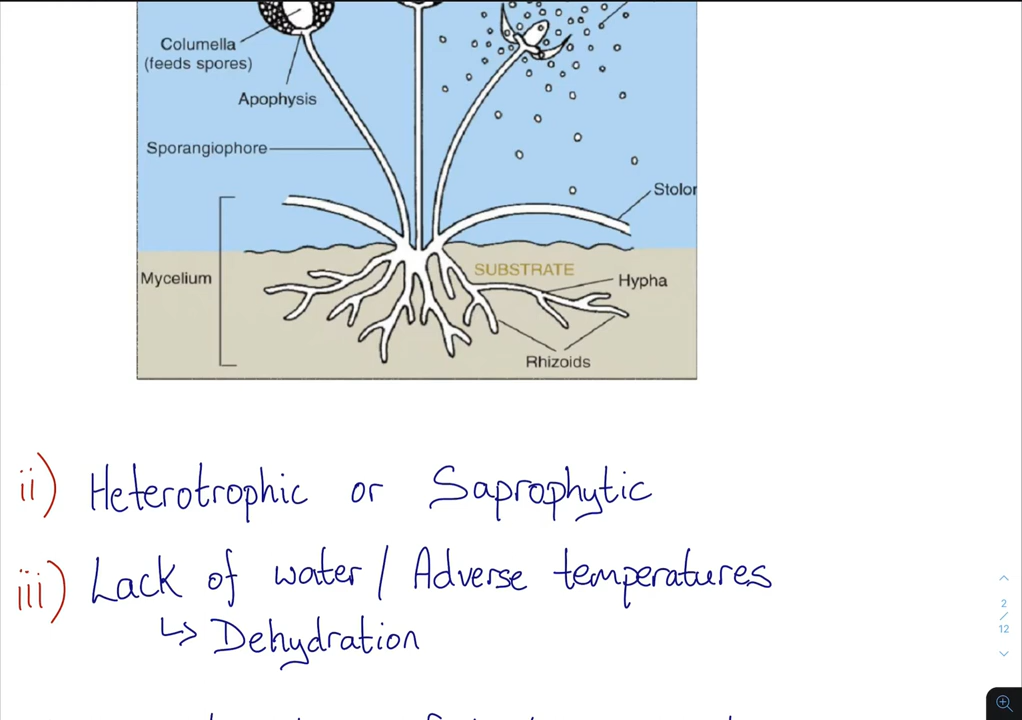 Columella
(feeds spores)
Apophysis
Sporangiophore
Stolor
SUBSTRATE
Mycelium
Hypha
Rhizoids
ii) Heterotrophic or Saprophytic
iii) Lack of water / Adverse temperatures
↳ Dehydration
2
/
12